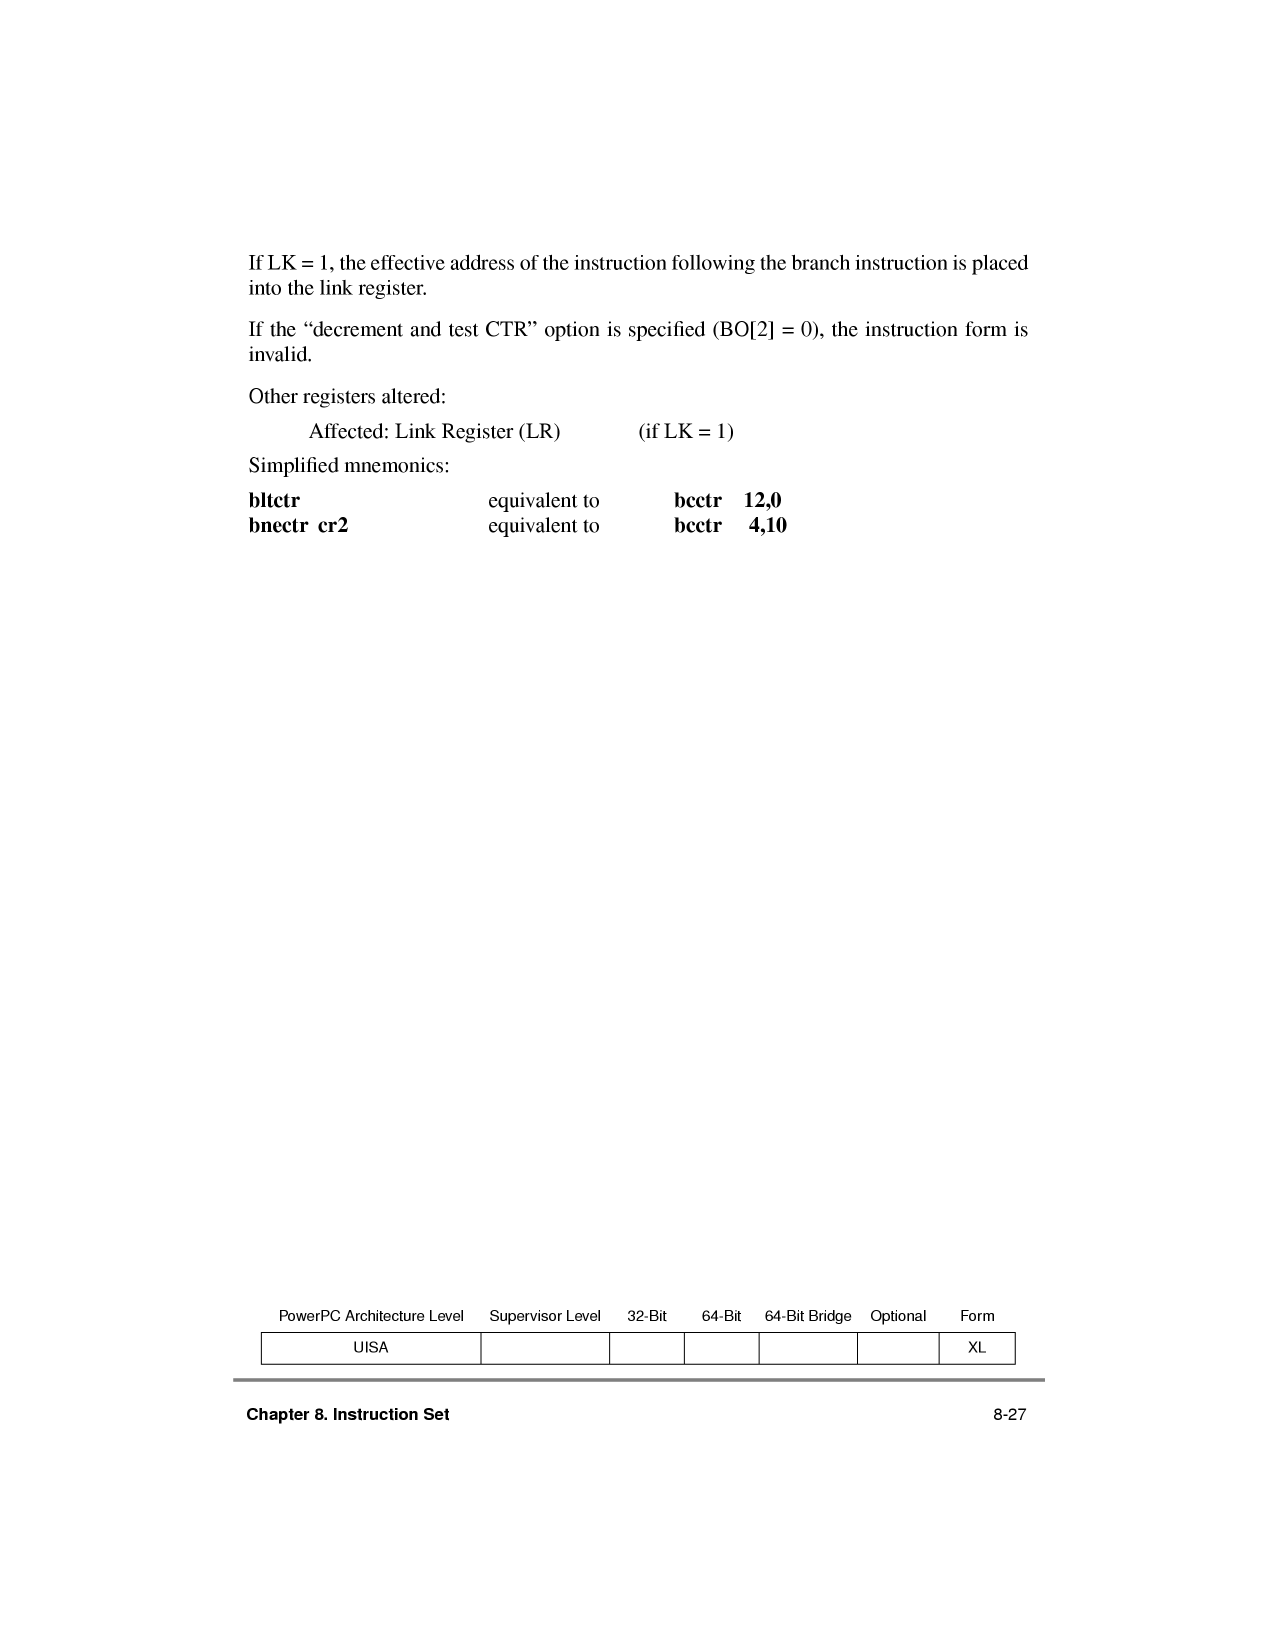 If LK = 1, the effective address of the instruction following the branch instruction is placed
into the link register.
If the “decrement and test CTR” option is specified (BO[2] = 0), the instruction form is
invalid.
Other registers altered:
Affected: Link Register (LR) (if LK = 1)
Simplified mnemonics:
bltctr equivalent to bcctr 12,0
bnectr cr2 equivalent to bcctr 4,10
PowerPC Architecture Level Supervisor Level 32-Bit 64-Bit 64-Bit Bridge Optional Form
UISA XL
Chapter 8. Instruction Set 8-27